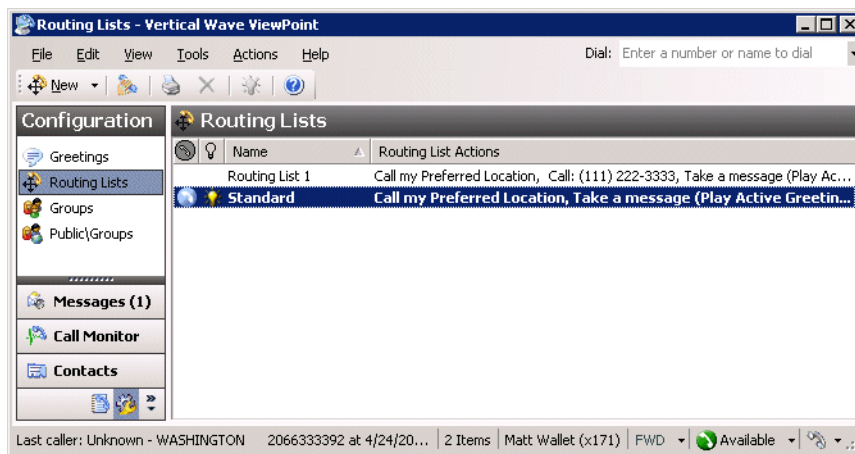 Routing Lists - Vertical Wave ViewPoint
File Edit View Tools Actions Help Dial: Enter a number or name to dial
New
Configuration Routing Lists
Greetings
Routing Lists
Groups
Public\Groups
Name Routing List Actions
Routing List 1 Call my Preferred Location, Call: (111) 222-3333, Take a message (Play Ac...
Standard Call my Preferred Location, Take a message (Play Active Greetin...
Messages (1)
Call Monitor
Contacts
Last caller: Unknown - WASHINGTON 2066333392 at 4/24/20... 2 Items Matt Wallet (x171) FWD Available